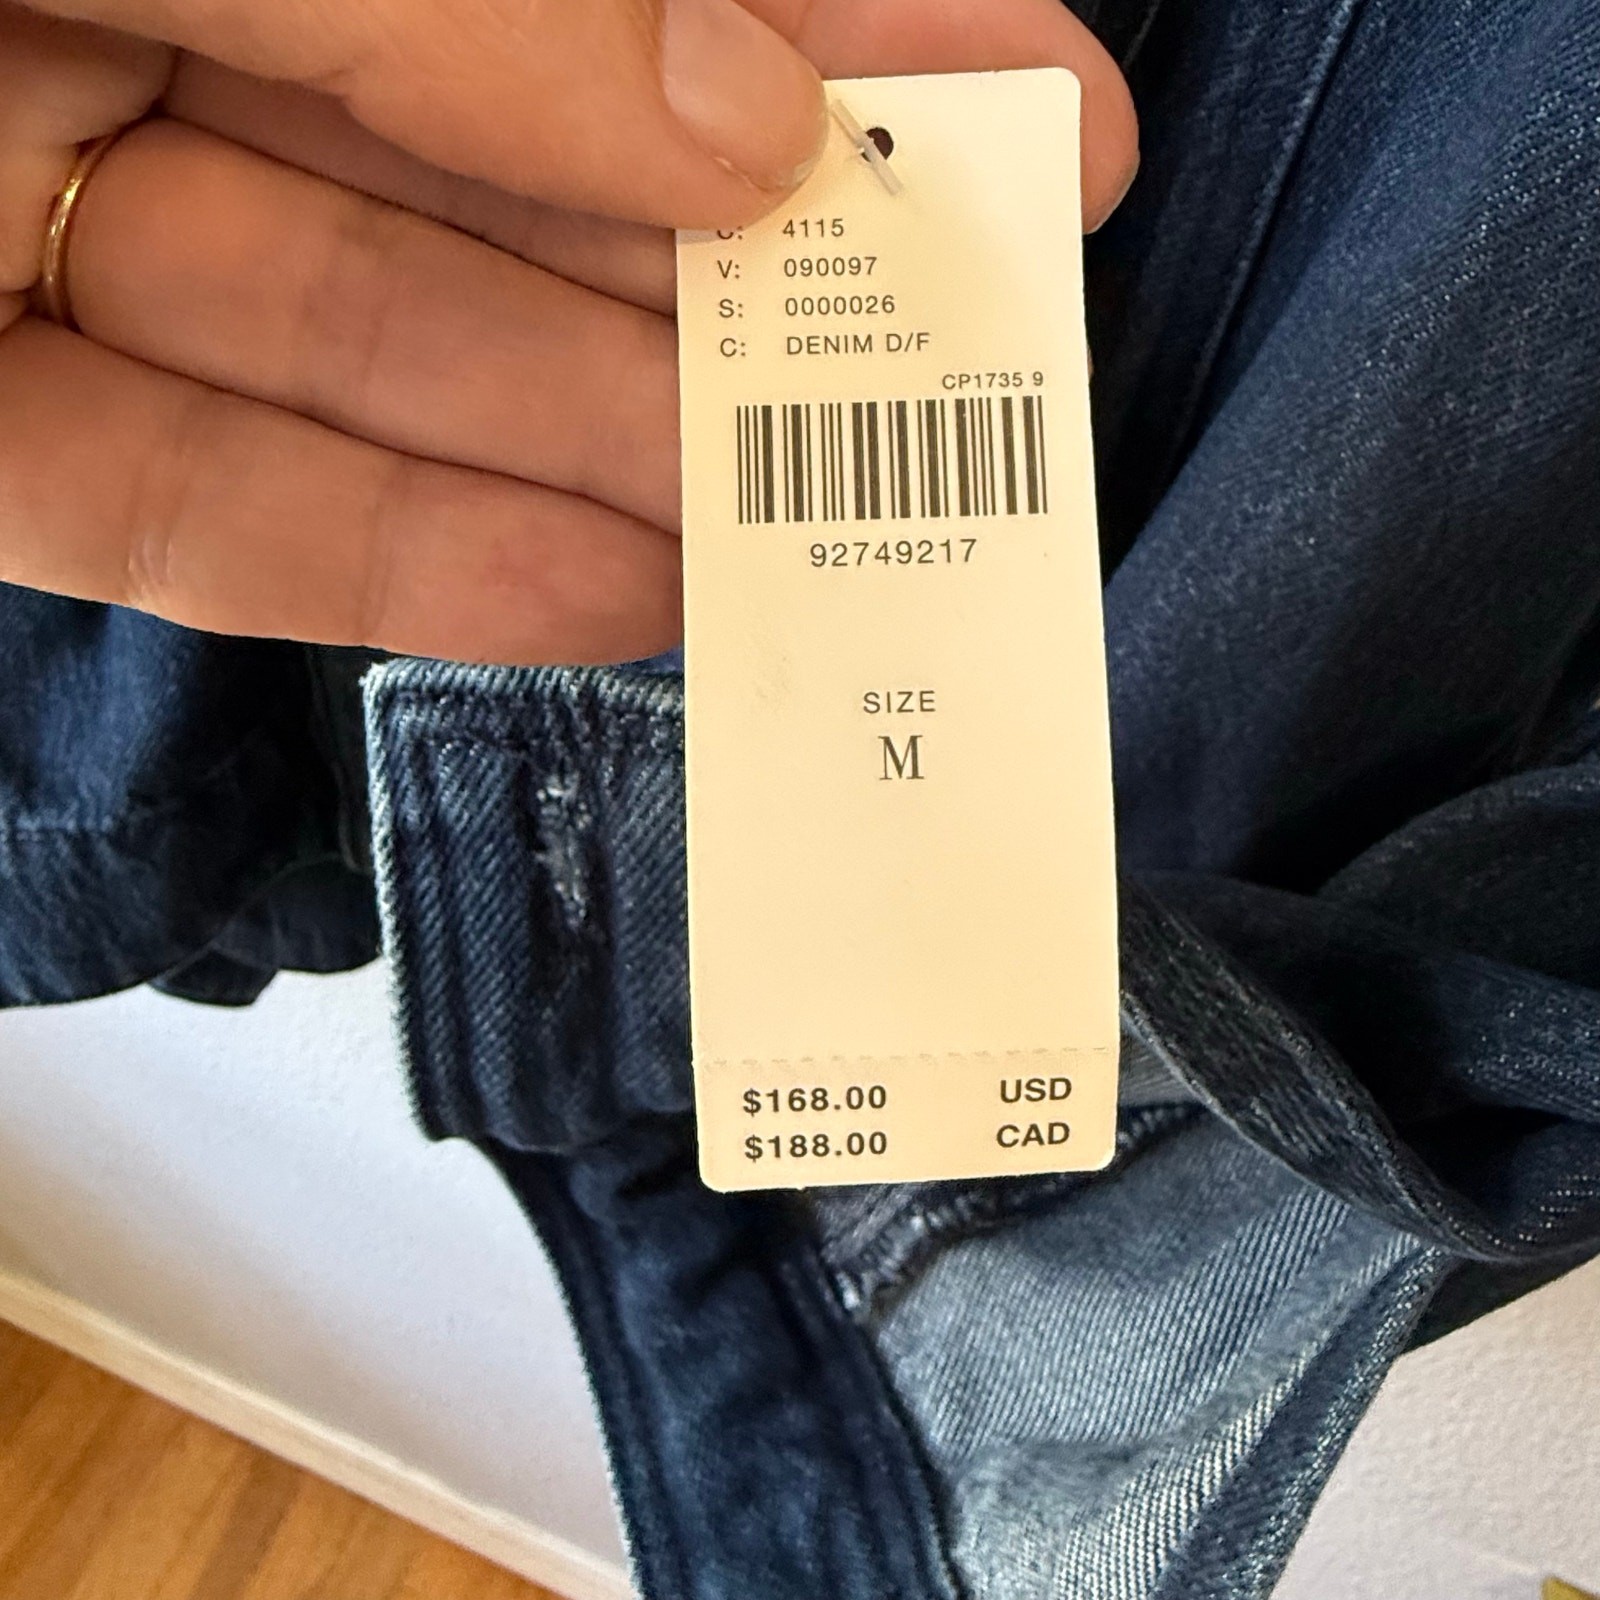 C: 4115
V: 090097
S: 0000026
C: DENIM D/F
CP1735 9
92749217
SIZE
M
$168.00 USD
$188.00 CAD